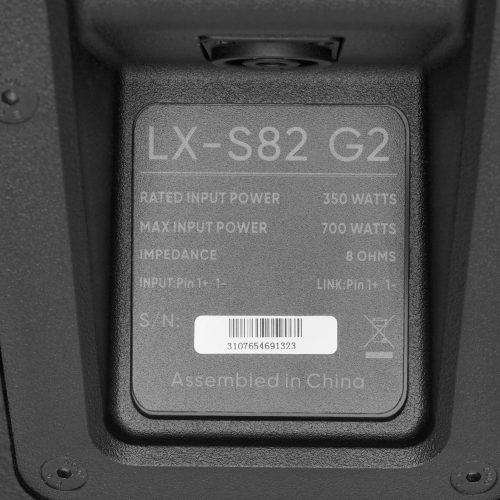 LX-S82 G2
RATED INPUT POWER 350 WATTS
MAX INPUT POWER 700 WATTS
IMPEDANCE 8 OHMS
INPUT:Pin 1+ 1- LINK:Pin 1+ 1-
S/N:
3107654691323
Assembled in China